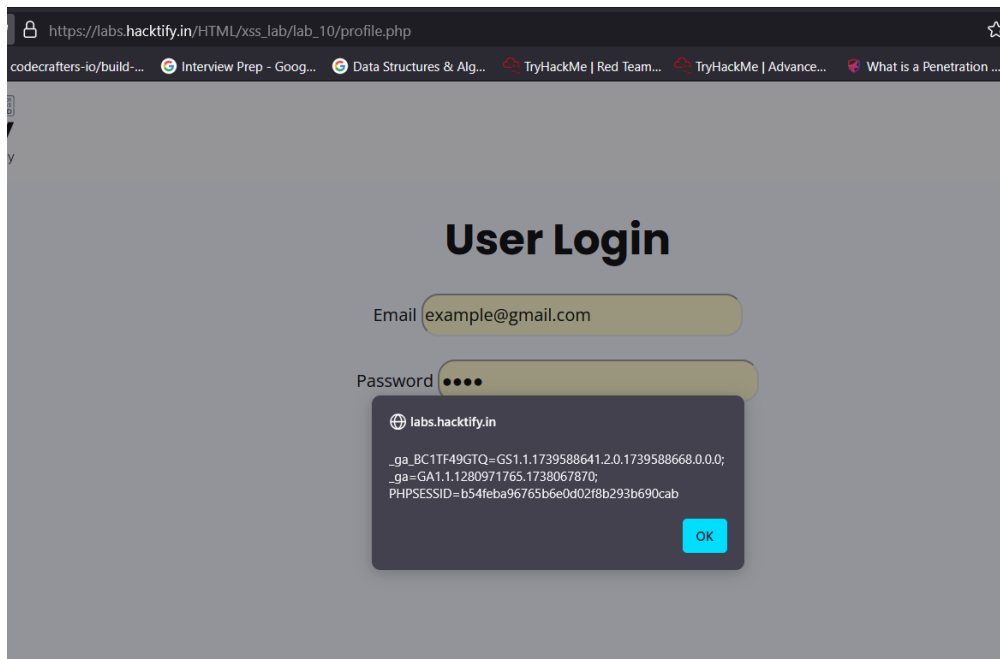 https://labs.hacktify.in/HTML/xss_lab/lab_10/profile.php
codecrafters-io/build-... Interview Prep - Goog... Data Structures & Alg... TryHackMe | Red Team... TryHackMe | Advance... What is a Penetration ...
y
User Login
Email example@gmail.com
Password ••••
labs.hacktify.in
_ga_BC1TF49GTQ=GS1.1.1739588641.2.0.1739588668.0.0.0;
_ga=GA1.1.1280971765.1738067870;
PHPSESSID=b54feba96765b6e0d02f8b293b690cab
OK